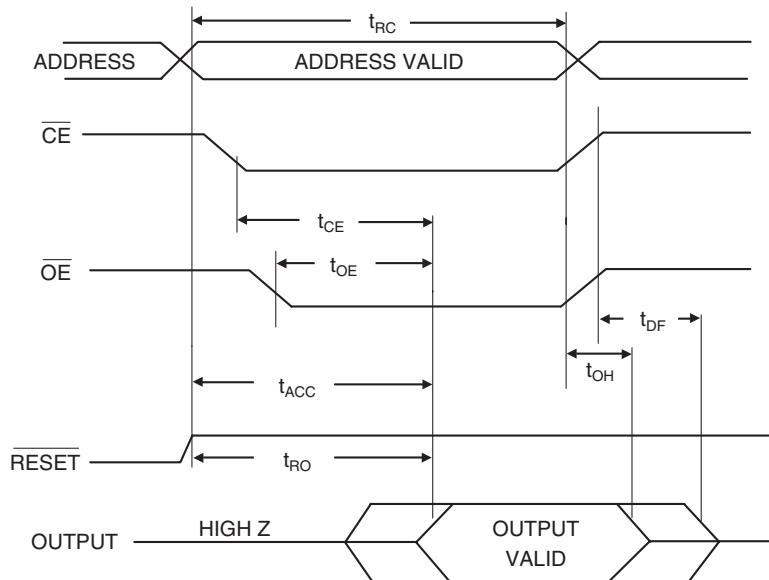 tRC
ADDRESS
ADDRESS VALID
CE
tCE
tOE
OE
tDF
tOH
tACC
RESET
tRO
OUTPUT
HIGH Z
OUTPUT
VALID